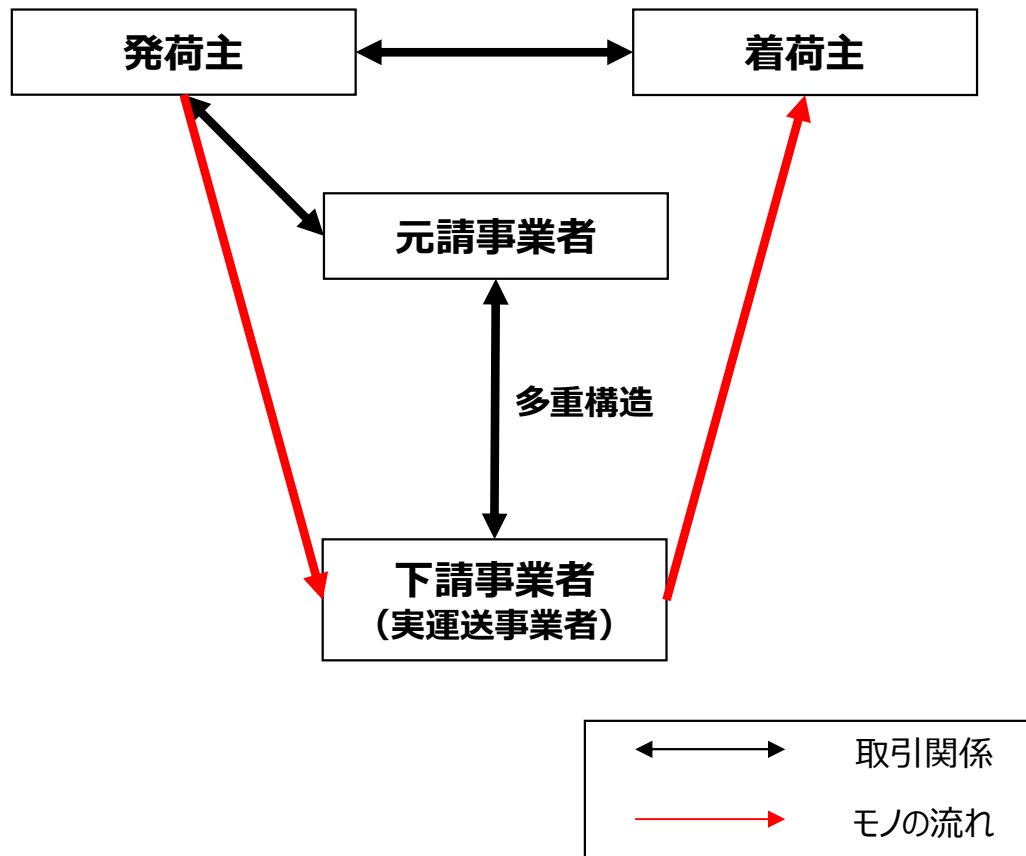 発荷主
着荷主
元請事業者
多重構造
下請事業者
（実運送事業者）
取引関係
モノの流れ